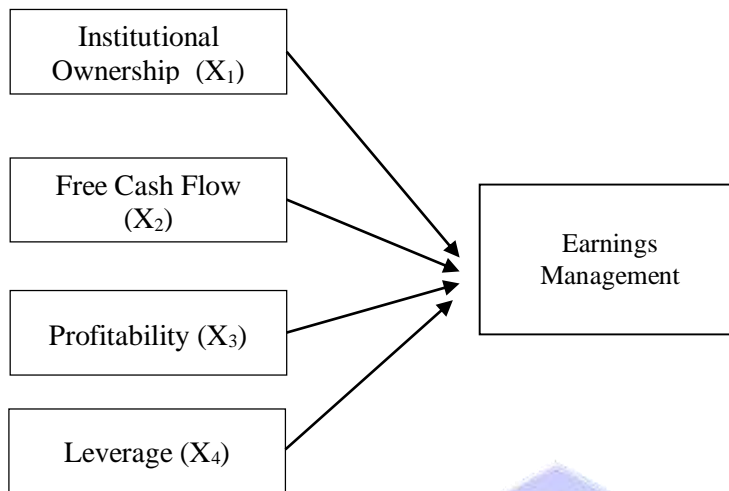 Institutional
Ownership (X₁)
Free Cash Flow
(X₂)
Profitability (X₃)
Leverage (X₄)
Earnings
Management